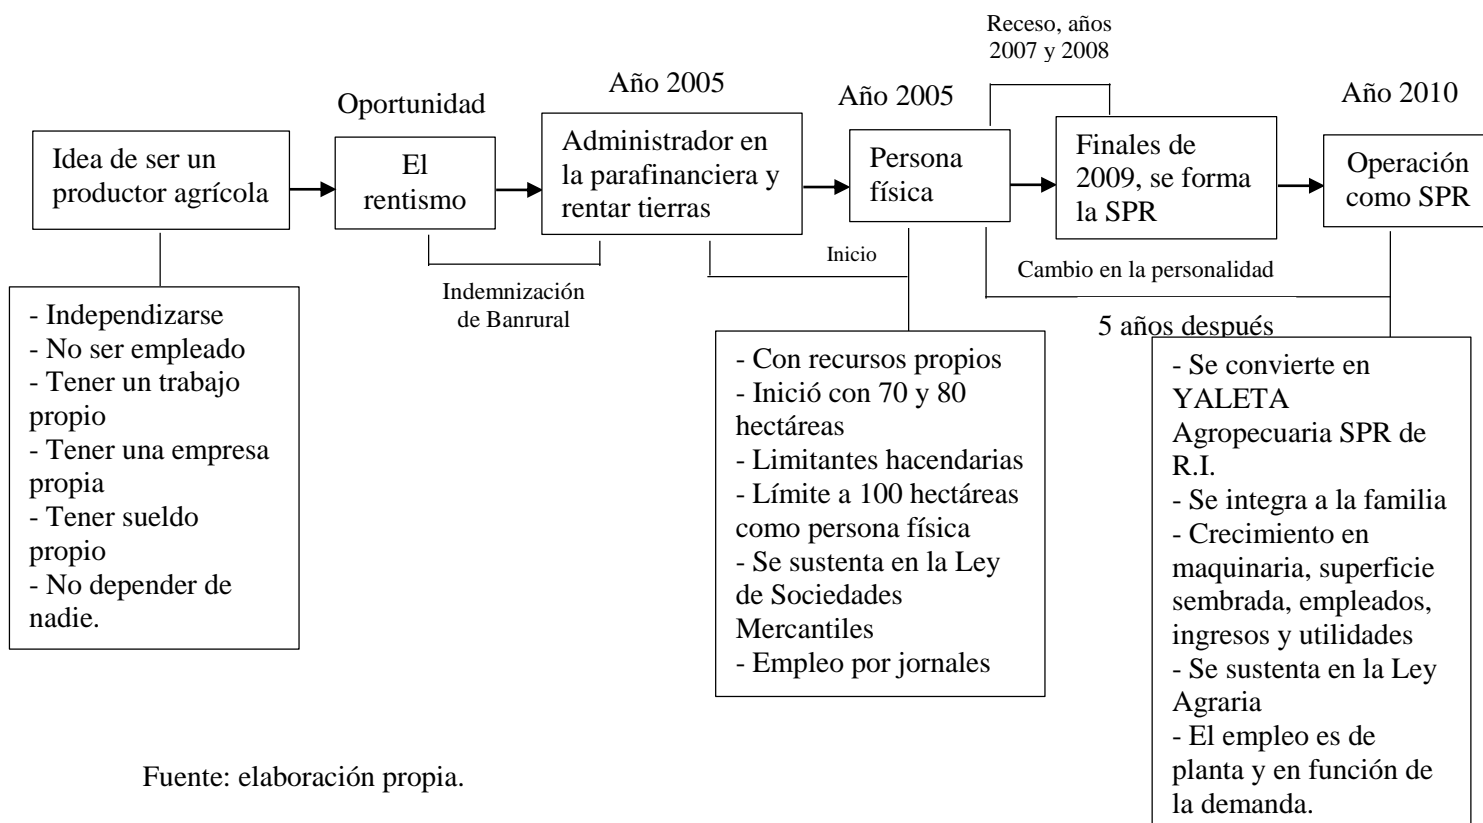 Receso, años
2007 y 2008
Año 2005
Año 2005
Año 2010
Oportunidad
Idea de ser un
productor agrícola
El
rentismo
Administrador en
la parafinanciera y
rentar tierras
Persona
física
Finales de
2009, se forma
la SPR
Operación
como SPR
Indemnización
de Banrural
Inicio
Cambio en la personalidad
5 años después
- Independizarse
- No ser empleado
- Tener un trabajo
propio
- Tener una empresa
propia
- Tener sueldo
propio
- No depender de
nadie.
- Con recursos propios
- Inició con 70 y 80
hectáreas
- Limitantes hacendarias
- Límite a 100 hectáreas
como persona física
- Se sustenta en la Ley
de Sociedades
Mercantiles
- Empleo por jornales
- Se convierte en
YALETA
Agropecuaria SPR de
R.I.
- Se integra a la familia
- Crecimiento en
maquinaria, superficie
sembrada, empleados,
ingresos y utilidades
- Se sustenta en la Ley
Agraria
- El empleo es de
planta y en función de
la demanda.
Fuente: elaboración propia.